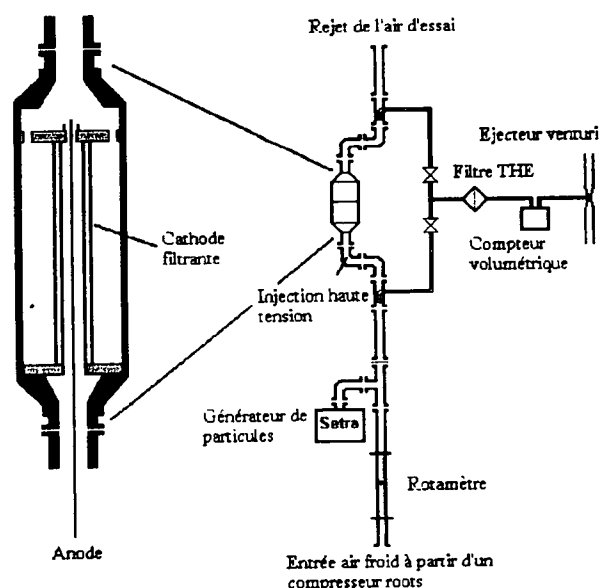 Rejet de l'air d'essai
Ejecteur venturi
Filtre THE
Compteur
volumétrique
Cathode
filtrante
Injection haute
tension
Générateur de
particules
Setra
Rotamètre
Anode
Entrée air froid à partir d'un
compresseur roots